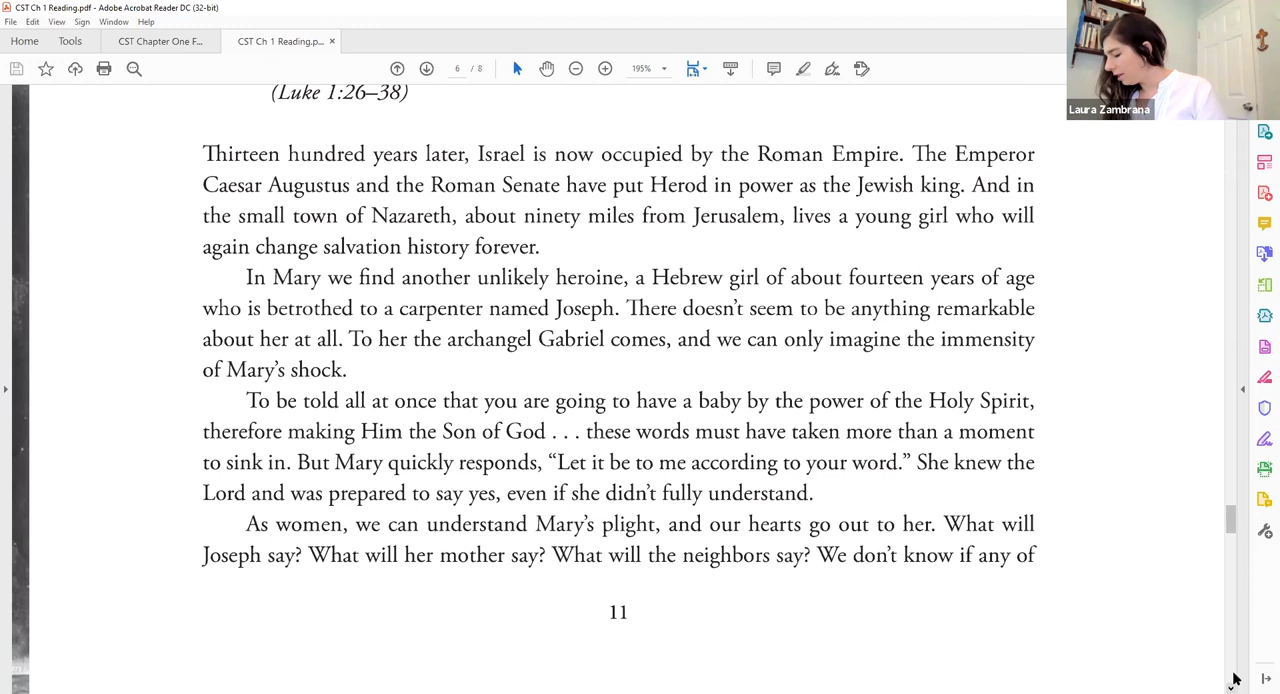 CST Ch 1 Reading.pdf - Adobe Acrobat Reader DC (32-bit)
File Edit View Sign Window Help
Home Tools CST Chapter One F... CST Ch 1 Reading.p... ×
6 / 8 195%
Laura Zambrana
(Luke 1:26–38)
Thirteen hundred years later, Israel is now occupied by the Roman Empire. The Emperor
Caesar Augustus and the Roman Senate have put Herod in power as the Jewish king. And in
the small town of Nazareth, about ninety miles from Jerusalem, lives a young girl who will
again change salvation history forever.
In Mary we find another unlikely heroine, a Hebrew girl of about fourteen years of age
who is betrothed to a carpenter named Joseph. There doesn’t seem to be anything remarkable
about her at all. To her the archangel Gabriel comes, and we can only imagine the immensity
of Mary’s shock.
To be told all at once that you are going to have a baby by the power of the Holy Spirit,
therefore making Him the Son of God . . . these words must have taken more than a moment
to sink in. But Mary quickly responds, “Let it be to me according to your word.” She knew the
Lord and was prepared to say yes, even if she didn’t fully understand.
As women, we can understand Mary’s plight, and our hearts go out to her. What will
Joseph say? What will her mother say? What will the neighbors say? We don’t know if any of
11